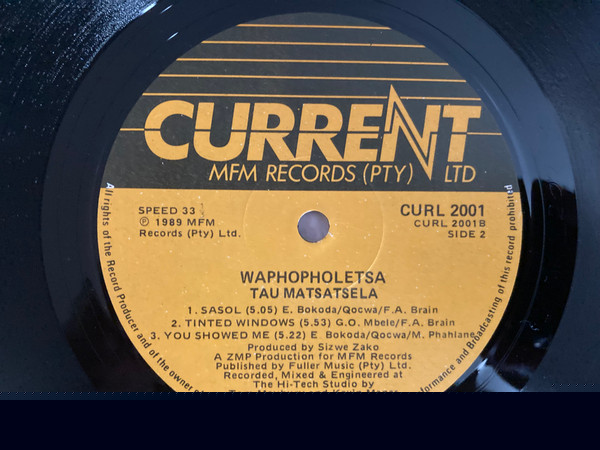 CURRENT
MFM RECORDS (PTY) LTD
SPEED 33
℗ 1989 MFM
Records (Pty) Ltd.
CURL 2001
CURL 2001B
SIDE 2
WAPHOPHOLETSA
TAU MATSATSELA
1. SASOL (5.05) E. Bokoda/Qocwa/F.A. Brain
2. TINTED WINDOWS (5.53) G.O. Mbele/F.A. Brain
3. YOU SHOWED ME (5.22) E. Bokoda/Qocwa/M. Phahlane
Produced by Sizwe Zako
A ZMP Production for MFM Records
Published by Fuller Music (Pty) Ltd.
Recorded, Mixed & Engineered at
The Hi-Tech Studio by
All rights of the Record Producer and of the owner
and Broadcasting of this record prohibited